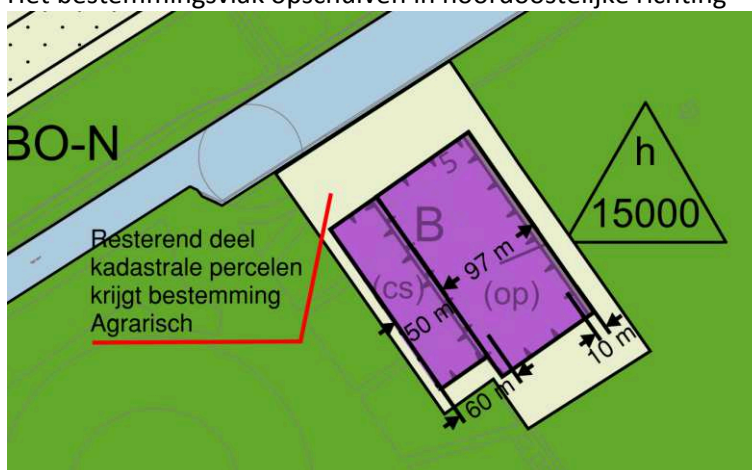 Het bestemmingsvlak opschuiven in noordoostelijke richting
BO-N
h
15000
5
B
Resterend deel
kadastrale percelen
krijgt bestemming
Agrarisch
97 m
(cs)
(op)
50 m
10 m
60 m